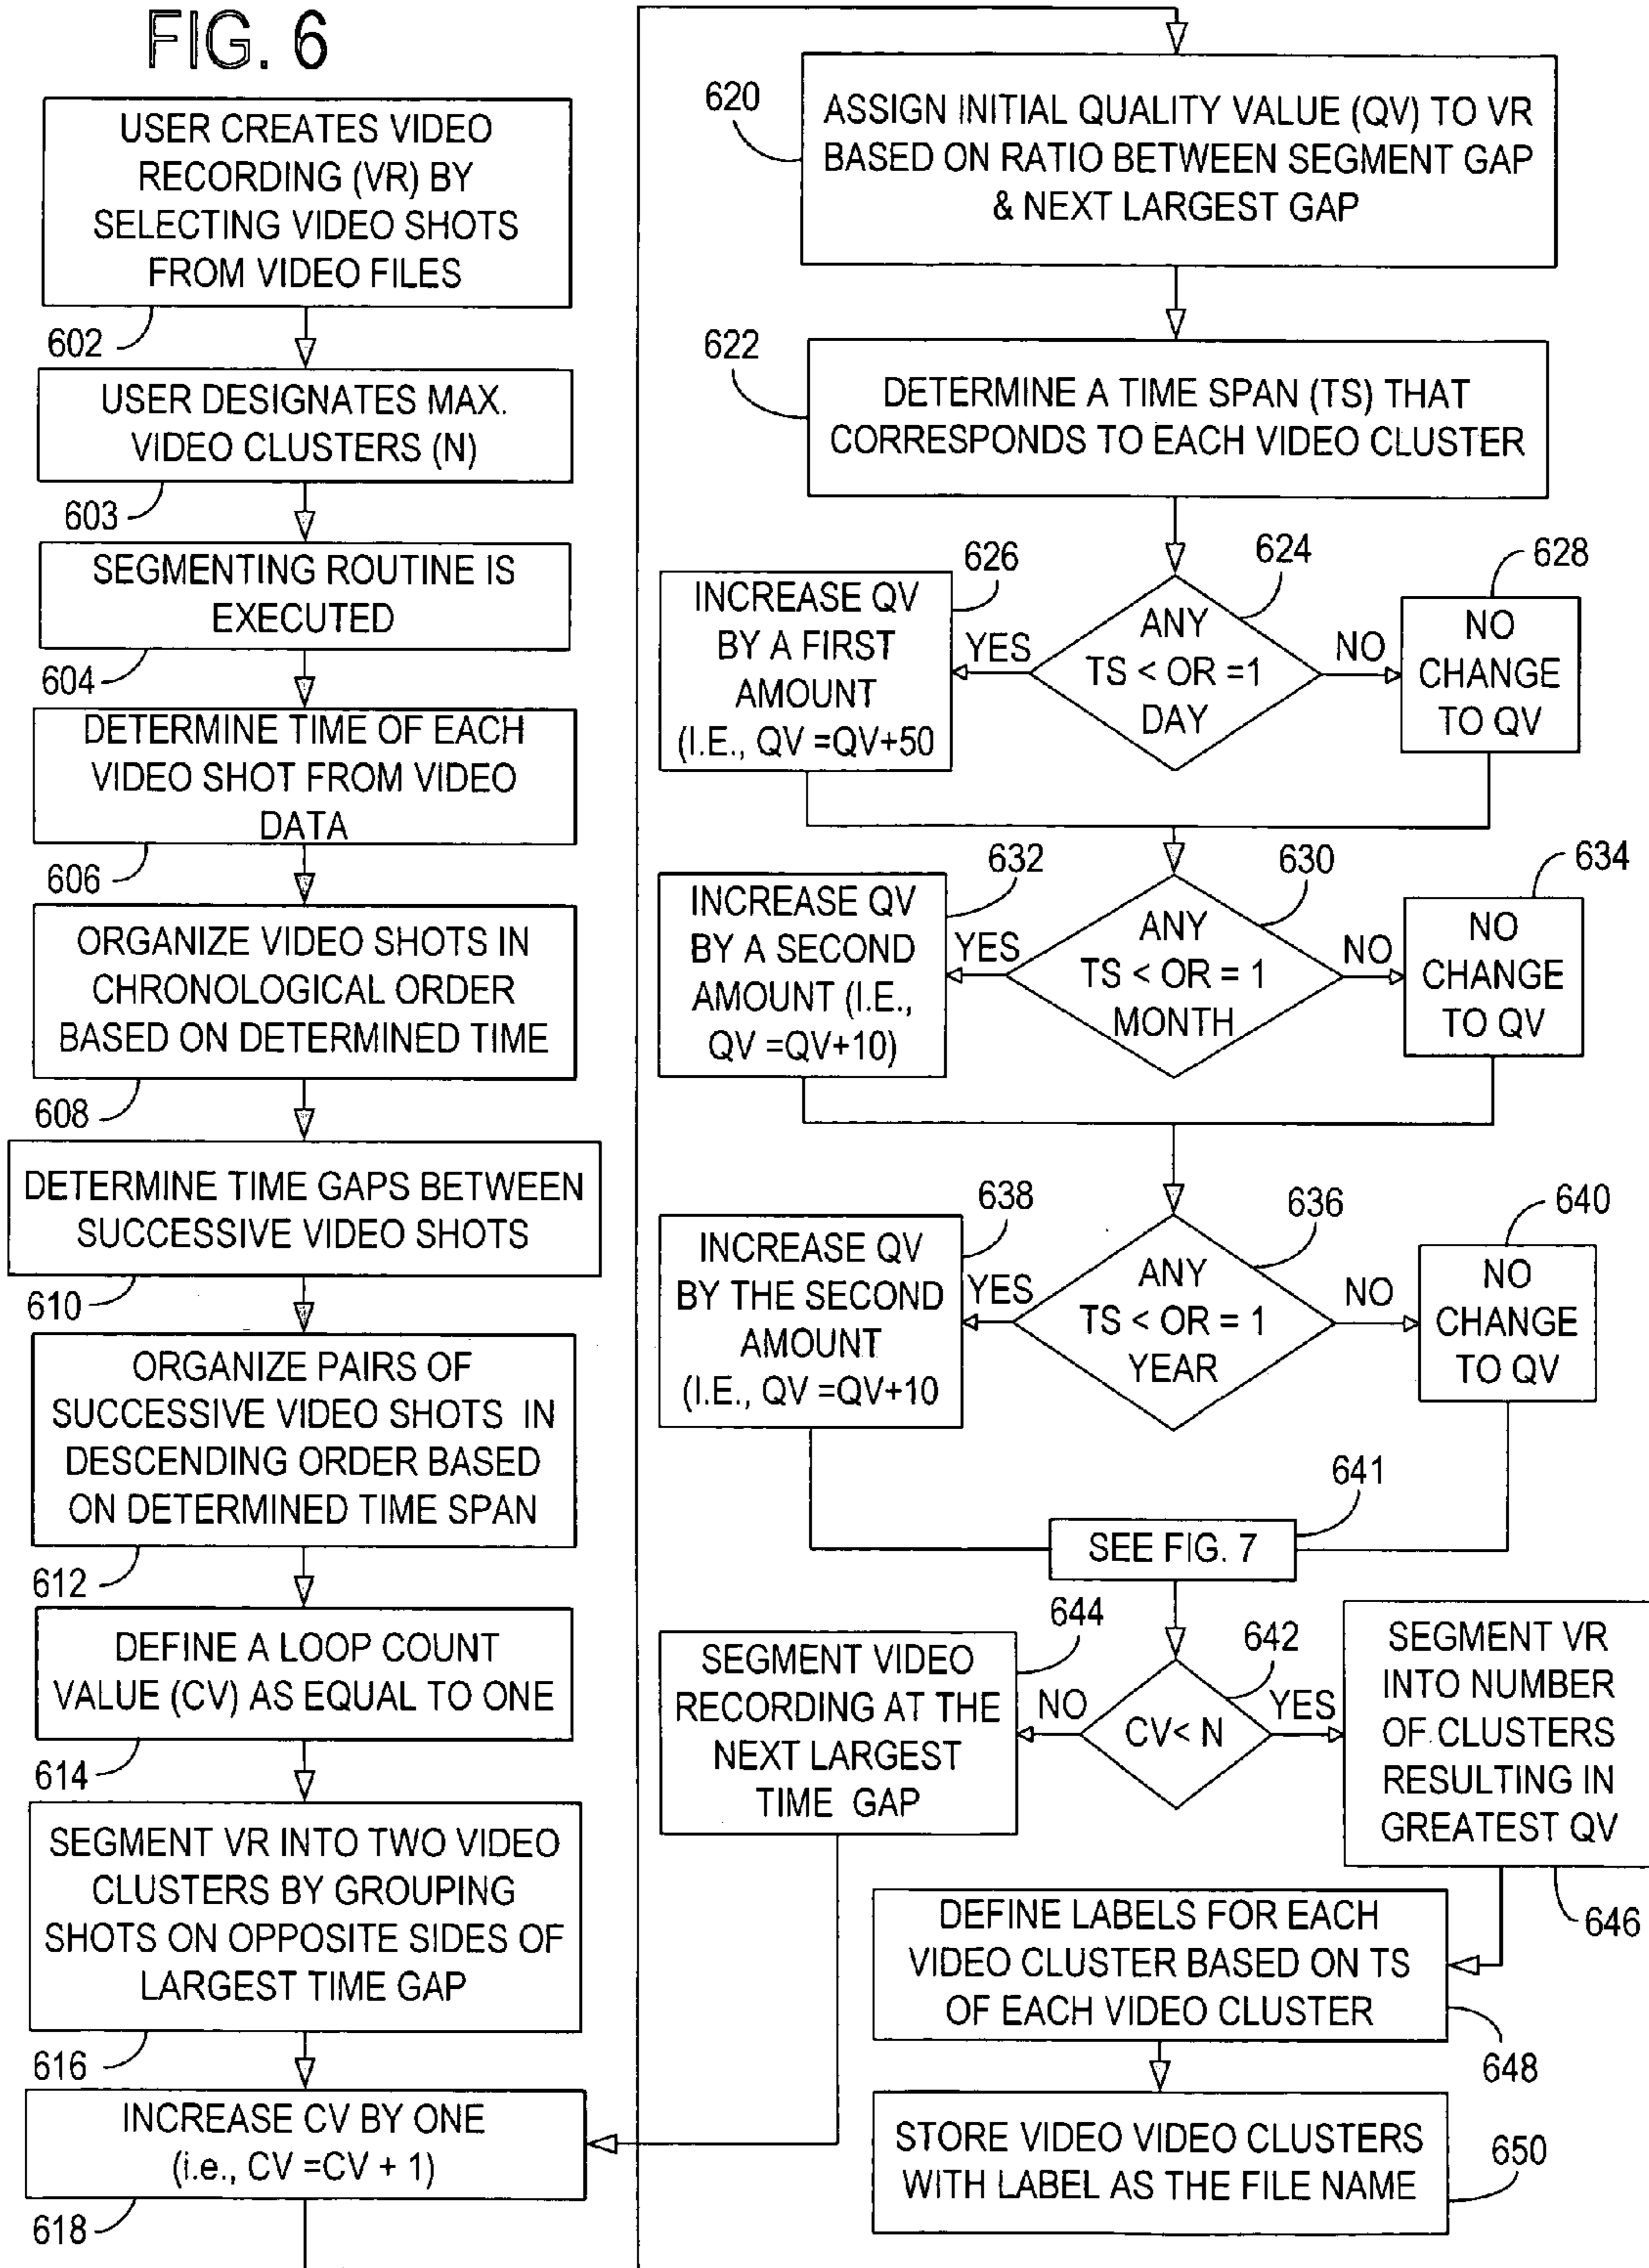 FIG. 6
USER CREATES VIDEO
RECORDING (VR) BY
SELECTING VIDEO SHOTS
FROM VIDEO FILES
602
USER DESIGNATES MAX.
VIDEO CLUSTERS (N)
603
SEGMENTING ROUTINE IS
EXECUTED
604
DETERMINE TIME OF EACH
VIDEO SHOT FROM VIDEO
DATA
606
ORGANIZE VIDEO SHOTS IN
CHRONOLOGICAL ORDER
BASED ON DETERMINED TIME
608
DETERMINE TIME GAPS BETWEEN
SUCCESSIVE VIDEO SHOTS
610
ORGANIZE PAIRS OF
SUCCESSIVE VIDEO SHOTS IN
DESCENDING ORDER BASED
ON DETERMINED TIME SPAN
612
DEFINE A LOOP COUNT
VALUE (CV) AS EQUAL TO ONE
614
SEGMENT VR INTO TWO VIDEO
CLUSTERS BY GROUPING
SHOTS ON OPPOSITE SIDES OF
LARGEST TIME GAP
616
INCREASE CV BY ONE
(i.e., CV =CV + 1)
618
620
ASSIGN INITIAL QUALITY VALUE (QV) TO VR
BASED ON RATIO BETWEEN SEGMENT GAP
& NEXT LARGEST GAP
622
DETERMINE A TIME SPAN (TS) THAT
CORRESPONDS TO EACH VIDEO CLUSTER
624
ANY
TS < OR =1
DAY
YES
626
INCREASE QV
BY A FIRST
AMOUNT
(I.E., QV =QV+50
NO
628
NO
CHANGE
TO QV
630
ANY
TS < OR = 1
MONTH
YES
632
INCREASE QV
BY A SECOND
AMOUNT (I.E.,
QV =QV+10)
NO
634
NO
CHANGE
TO QV
636
ANY
TS < OR = 1
YEAR
YES
638
INCREASE QV
BY THE SECOND
AMOUNT
(I.E., QV =QV+10
NO
640
NO
CHANGE
TO QV
641
SEE FIG. 7
642
CV< N
NO
644
SEGMENT VIDEO
RECORDING AT THE
NEXT LARGEST
TIME GAP
YES
SEGMENT VR
INTO NUMBER
OF CLUSTERS
RESULTING IN
GREATEST QV
646
DEFINE LABELS FOR EACH
VIDEO CLUSTER BASED ON TS
OF EACH VIDEO CLUSTER
648
STORE VIDEO VIDEO CLUSTERS
WITH LABEL AS THE FILE NAME
650